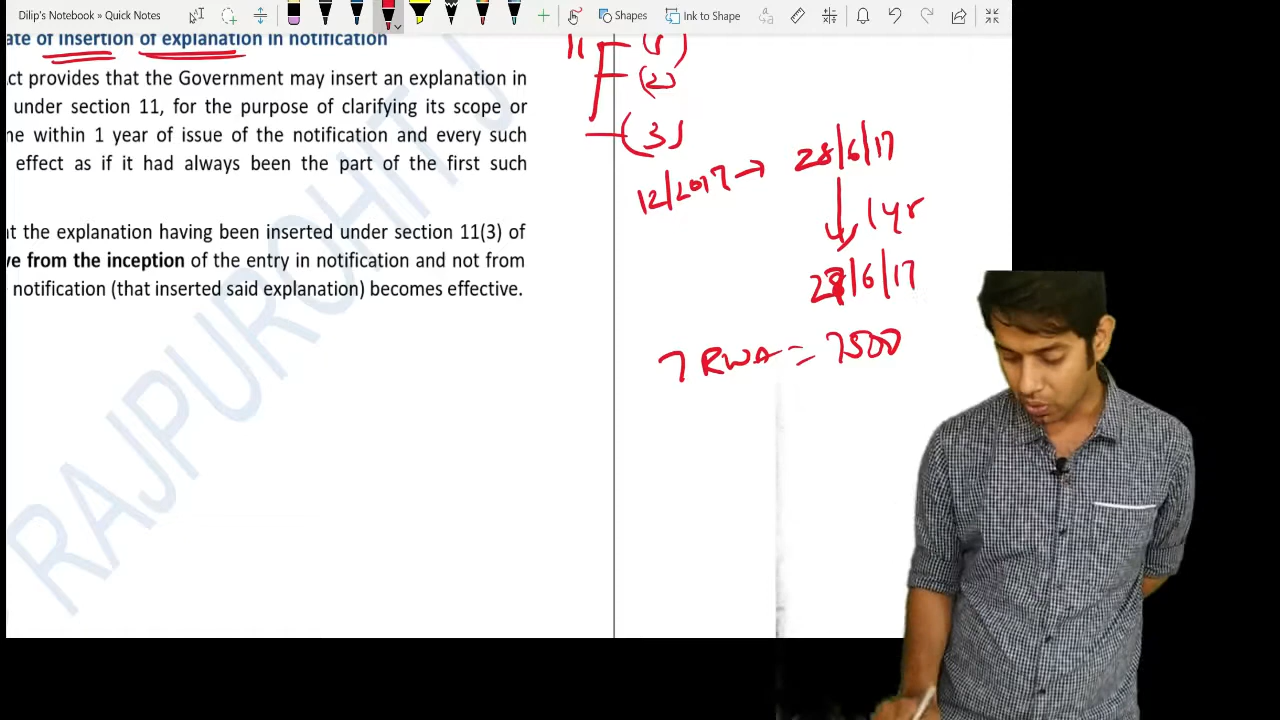 Dilip's Notebook » Quick Notes
Shapes
Ink to Shape
ate of insertion of explanation in notification
ct provides that the Government may insert an explanation in
under section 11, for the purpose of clarifying its scope or
ne within 1 year of issue of the notification and every such
effect as if it had always been the part of the first such
at the explanation having been inserted under section 11(3) of
ve from the inception of the entry in notification and not from
notification (that inserted said explanation) becomes effective.
RAJPUROHIT J
11
(1)
(2)
(3)
12/2017 → 28/6/17
1 yr
28/6/17
7 RWA = 7500